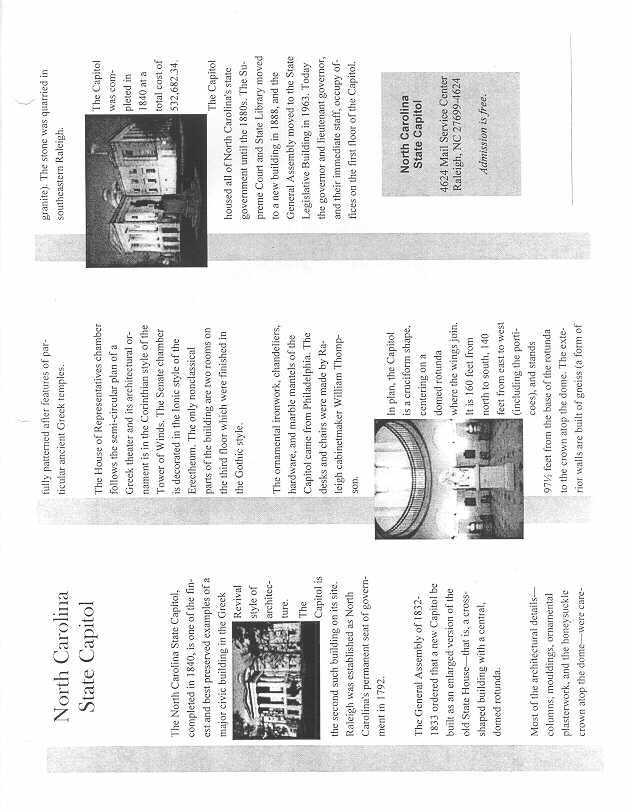 North Carolina
State Capitol
The North Carolina State Capitol,
completed in 1840, is one of the fin-
est and best preserved examples of a
major civic building in the Greek
Revival
style of
architec-
ture.
The
Capitol is
the second such building on its site.
Raleigh was established as North
Carolina's permanent seat of govern-
ment in 1792.
The General Assembly of 1832-
1833 ordered that a new Capitol be
built as an enlarged version of the
old State House—that is, a cross-
shaped building with a central,
domed rotunda.
Most of the architectural details—
columns, mouldings, ornamental
plasterwork, and the honeysuckle
crown atop the dome—were care-
fully patterned after features of par-
ticular ancient Greek temples.
The House of Representatives chamber
follows the semi-circular plan of a
Greek theater and its architectural or-
nament is in the Corinthian style of the
Tower of Winds. The Senate chamber
is decorated in the Ionic style of the
Erectheum. The only nonclassical
parts of the building are two rooms on
the third floor which were finished in
the Gothic style.
The ornamental ironwork, chandeliers,
hardware, and marble mantels of the
Capitol came from Philadelphia. The
desks and chairs were made by Ra-
leigh cabinetmaker William Thomp-
son.
In plan, the Capitol
is a cruciform shape,
centering on a
domed rotunda
where the wings join.
It is 160 feet from
north to south, 140
feet from east to west
(including the porti-
coes), and stands
97½ feet from the base of the rotunda
to the crown atop the dome. The exte-
rior walls are built of gneiss (a form of
granite). The stone was quarried in
southeastern Raleigh.
The Capitol
was com-
pleted in
1840 at a
total cost of
532,682.34.
The Capitol
housed all of North Carolina's state
government until the 1880s. The Su-
preme Court and State Library moved
to a new building in 1888, and the
General Assembly moved to the State
Legislative Building in 1963. Today
the governor and lieutenant governor,
and their immediate staff, occupy of-
fices on the first floor of the Capitol.
North Carolina
State Capitol
4624 Mail Service Center
Raleigh, NC 27699-4624
Admission is free.